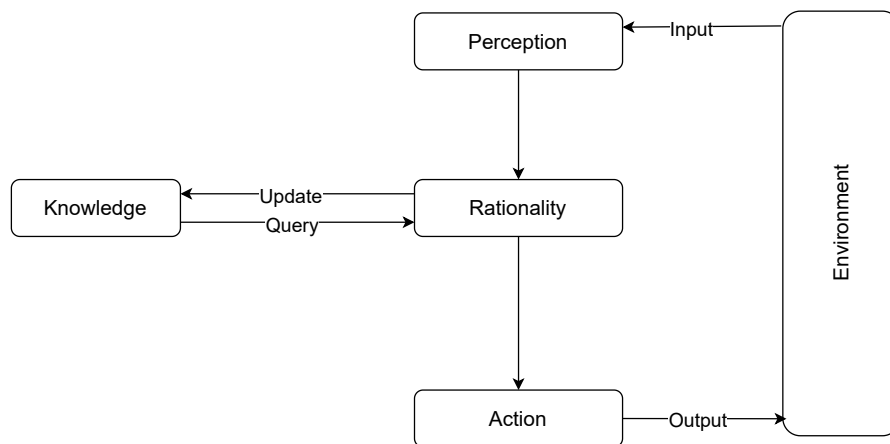 Perception
Input
Environment
Knowledge
Update
Query
Rationality
Action
Output